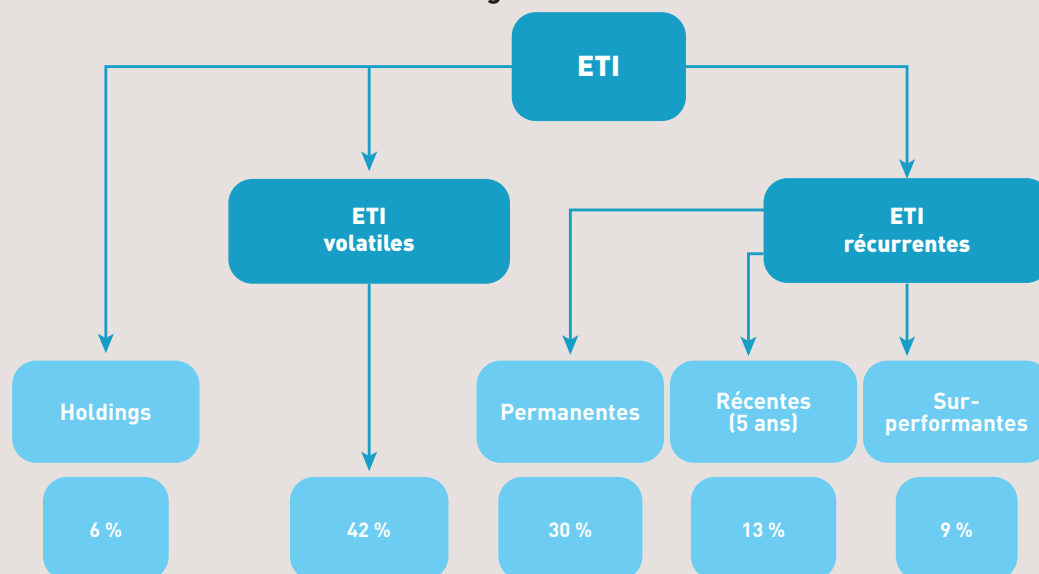 ETI
ETI
volatiles
ETI
récurrentes
Holdings
Permanentes
Récentes
(5 ans)
Sur-
performantes
6 %
42 %
30 %
13 %
9 %